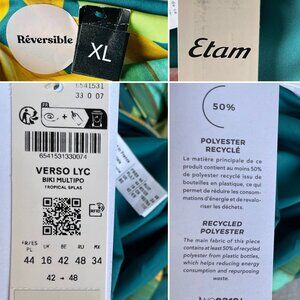 Réversible
XL
Etam
6541531
33 0 07
6541531330074
VERSO LYC
BIKI MULTIPO
TROPICAL SPLAS
FR/ES
PL
UK
BE
RU
MX
44
16
42
48
34
42 → 48
50%
POLYESTER
RECYCLÉ
La matière principale de ce
produit contient au moins 50%
de polyester recyclé issu de
bouteilles en plastique, ce qui
permet de réduire les con-
sommations d'énergie et de revalo-
riser les déchets.
RECYCLED
POLYESTER
The main fabric of this piece
contains at least 50% of recycled
polyester from plastic bottles,
which helps reducing energy
consumption and repurposing
waste.